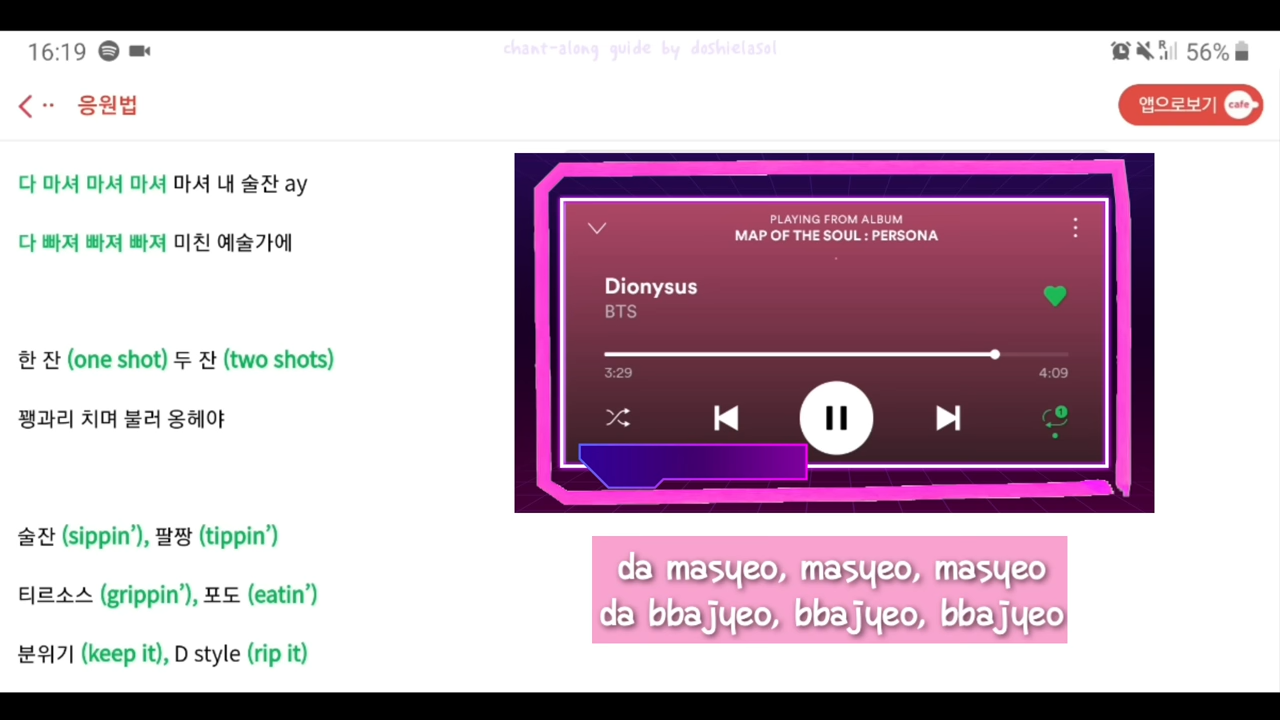 16:19
chant-along guide by doshielasol
R 56%
응원법
앱으로보기 cafe
다 마셔 마셔 마셔 마셔 내 술잔 ay
다 빠져 빠져 빠져 미친 예술가에
한 잔 (one shot) 두 잔 (two shots)
꽹과리 치며 불러 옹헤야
술잔 (sippin’), 팔짱 (tippin’)
티르소스 (grippin’), 포도 (eatin’)
분위기 (keep it), D style (rip it)
PLAYING FROM ALBUM
MAP OF THE SOUL : PERSONA
Dionysus
BTS
3:29 4:09
1
da masyeo, masyeo, masyeo
da bbajyeo, bbajyeo, bbajyeo